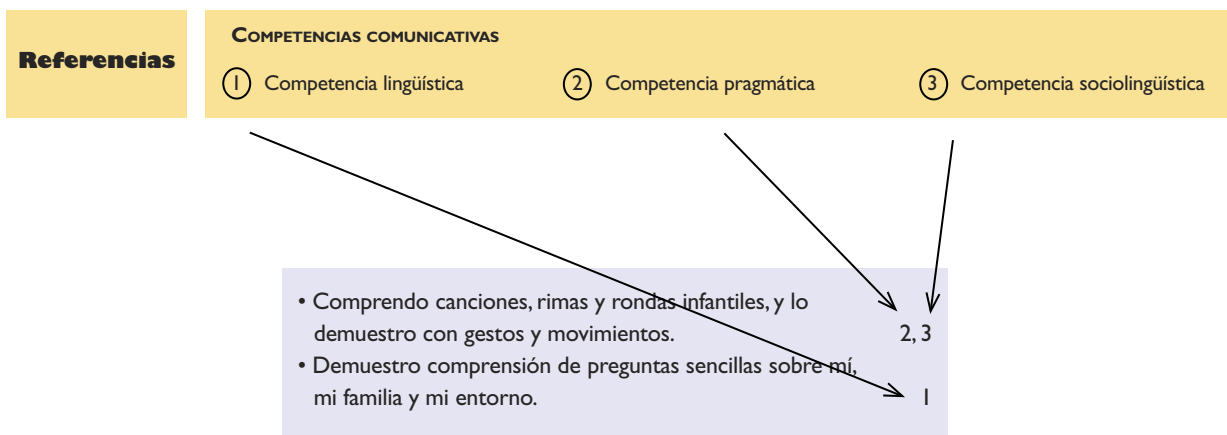 Referencias
COMPETENCIAS COMUNICATIVAS
1 Competencia lingüística 2 Competencia pragmática 3 Competencia sociolingüística
• Comprendo canciones, rimas y rondas infantiles, y lo
demuestro con gestos y movimientos. 2, 3
• Demuestro comprensión de preguntas sencillas sobre mí,
mi familia y mi entorno. 1